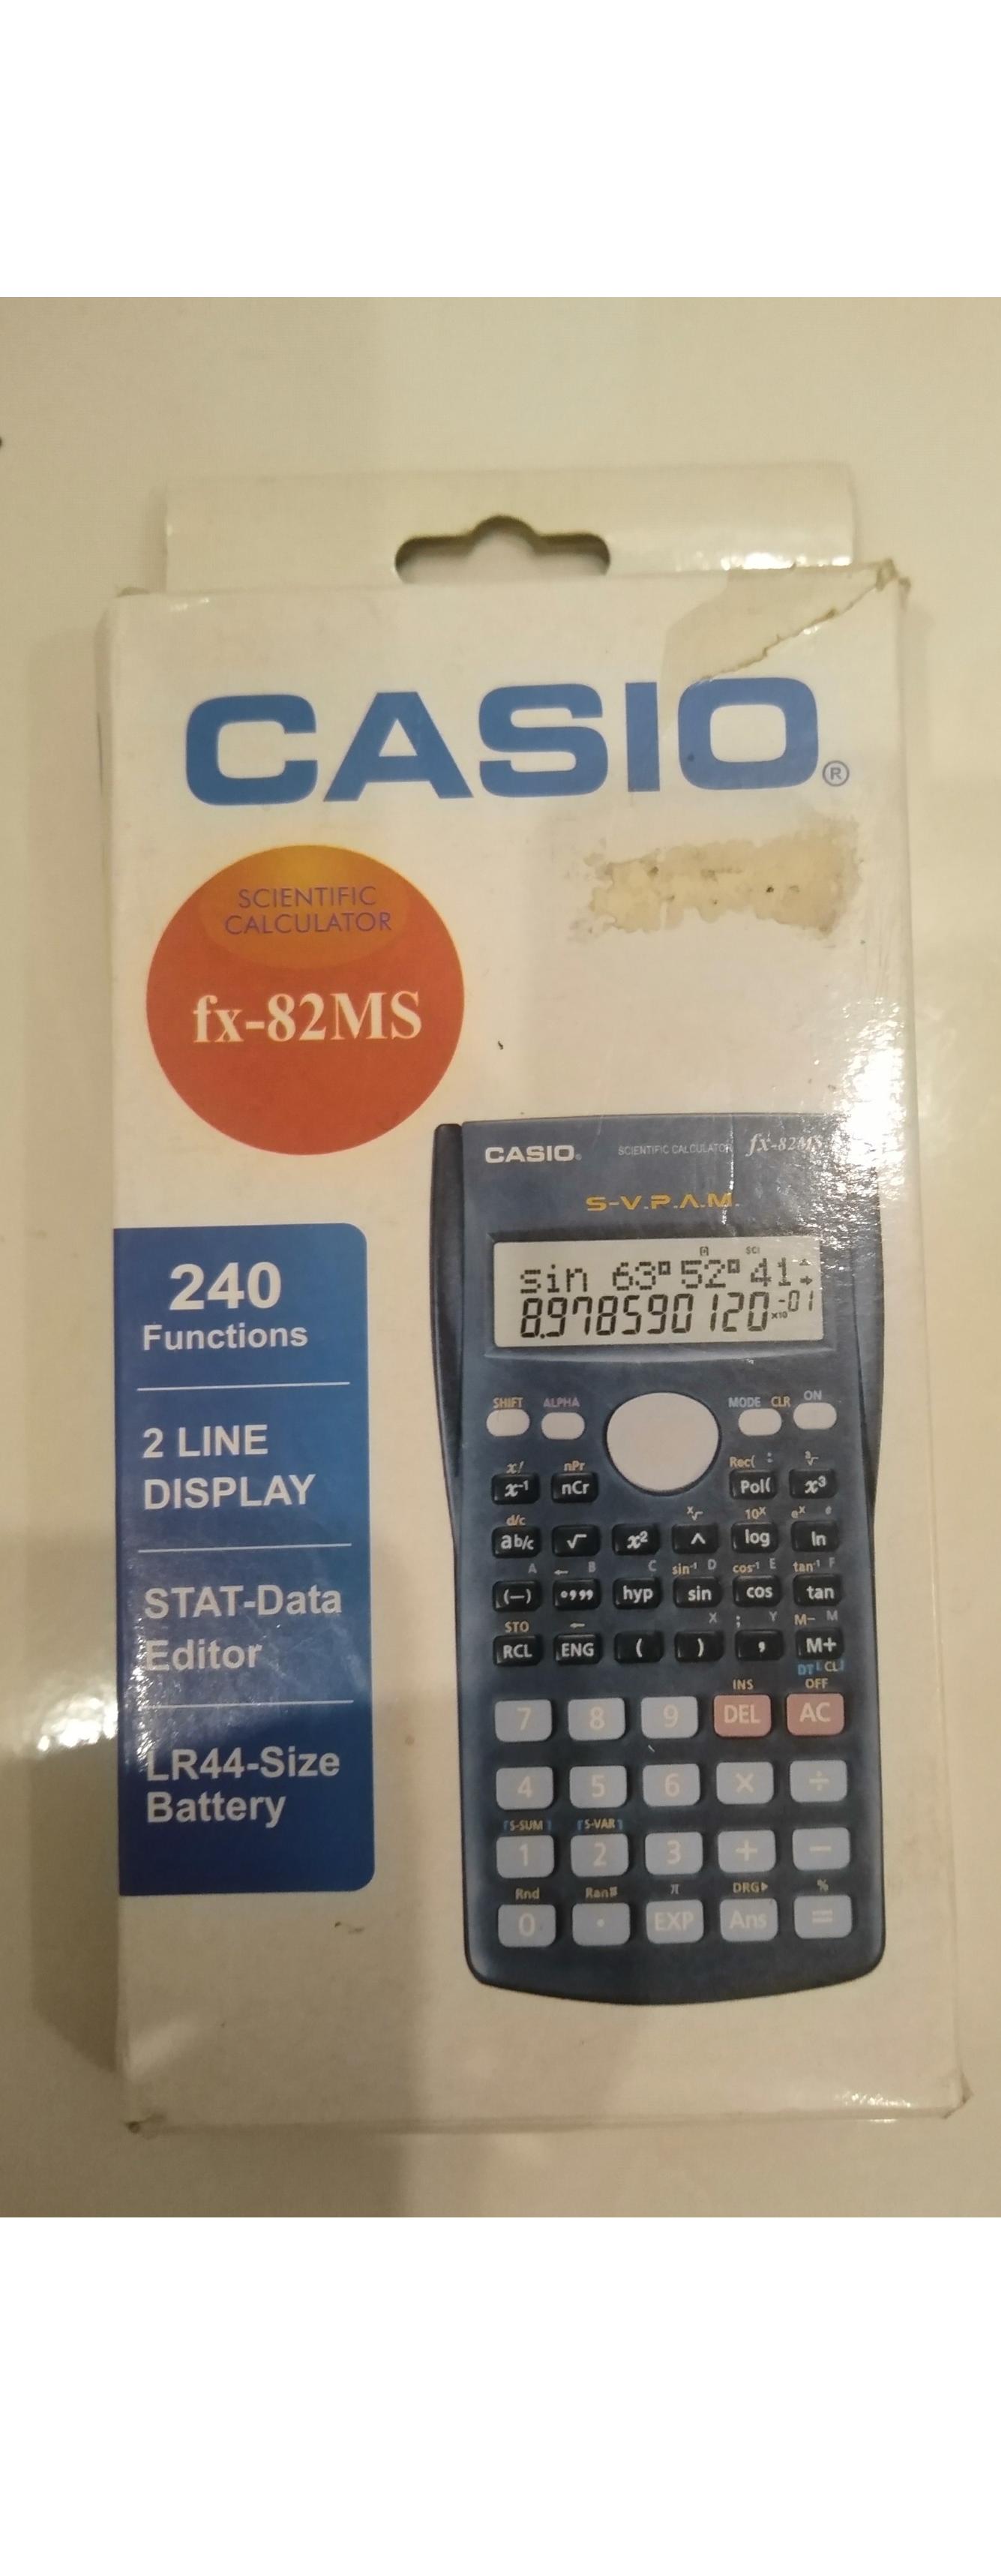 CASIO®
SCIENTIFIC
CALCULATOR
fx-82MS
240
Functions
2 LINE
DISPLAY
STAT-Data
Editor
LR44-Size
Battery
CASIO® SCIENTIFIC CALCULATOR fx-82MS
S-V.P.A.M.
D SCI
sin 63°52°41
8.978590120×10-01
SHIFT ALPHA MODE CLR ON
x! nPr Rec( : ³√
x-1 nCr Pol( x³
d/c x√ 10x ex e
a b/c √ x² ^ log ln
A ← B C sin-1 D cos-1 E tan-1 F
(−) °’’’ hyp sin cos tan
STO ← X ; Y M− M
RCL ENG ( ) , M+
DT CL
INS OFF
7 8 9 DEL AC
4 5 6 × ÷
S-SUM S-VAR
1 2 3 + −
Rnd Ran# π DRG▶ %
0 . EXP Ans =